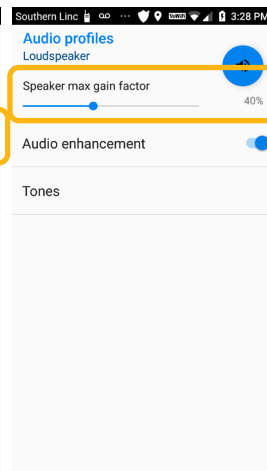 Southern Linc ... VoWIFI 3:28 PM
Audio profiles
Loudspeaker
Speaker max gain factor
40%
Audio enhancement
Tones